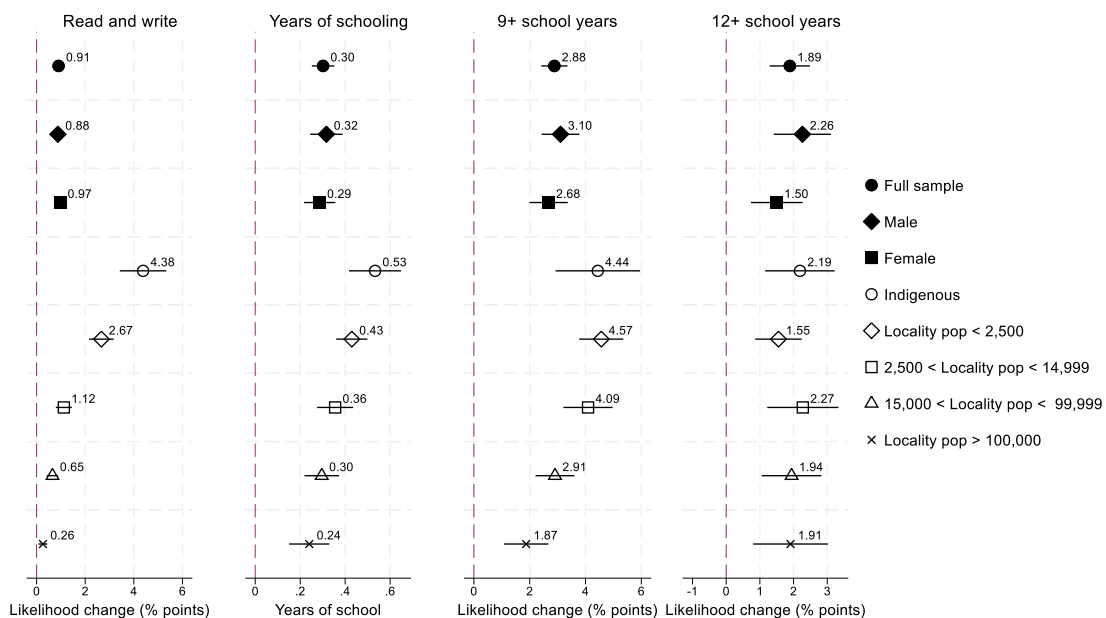 Read and write
Years of schooling
9+ school years
12+ school years
0.91
0.30
2.88
1.89
0.88
0.32
3.10
2.26
0.97
0.29
2.68
1.50
4.38
0.53
4.44
2.19
2.67
0.43
4.57
1.55
1.12
0.36
4.09
2.27
0.65
0.30
2.91
1.94
0.26
0.24
1.87
1.91
Full sample
Male
Female
Indigenous
Locality pop < 2,500
2,500 < Locality pop < 14,999
15,000 < Locality pop < 99,999
Locality pop > 100,000
0 2 4 6
0 .2 .4 .6
0 2 4 6
-1 0 1 2 3
Likelihood change (% points)
Years of school
Likelihood change (% points)
Likelihood change (% points)